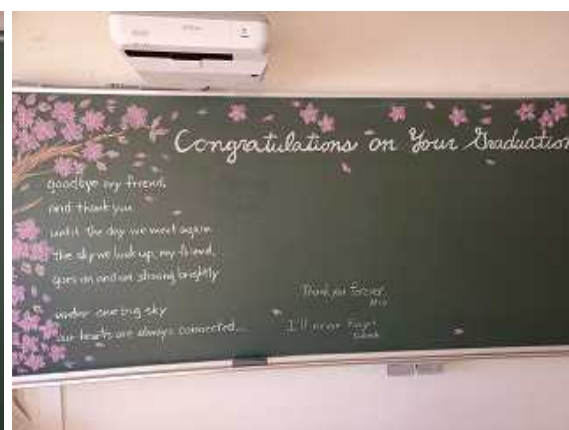 Congratulations on Your Graduation
goodbye my friend,
and thank you
until the day we meet again
the sky we look up, my friend,
goes on and on shining brightly
under one big sky
our hearts are always connected...
Thank you forever
I'll never forget